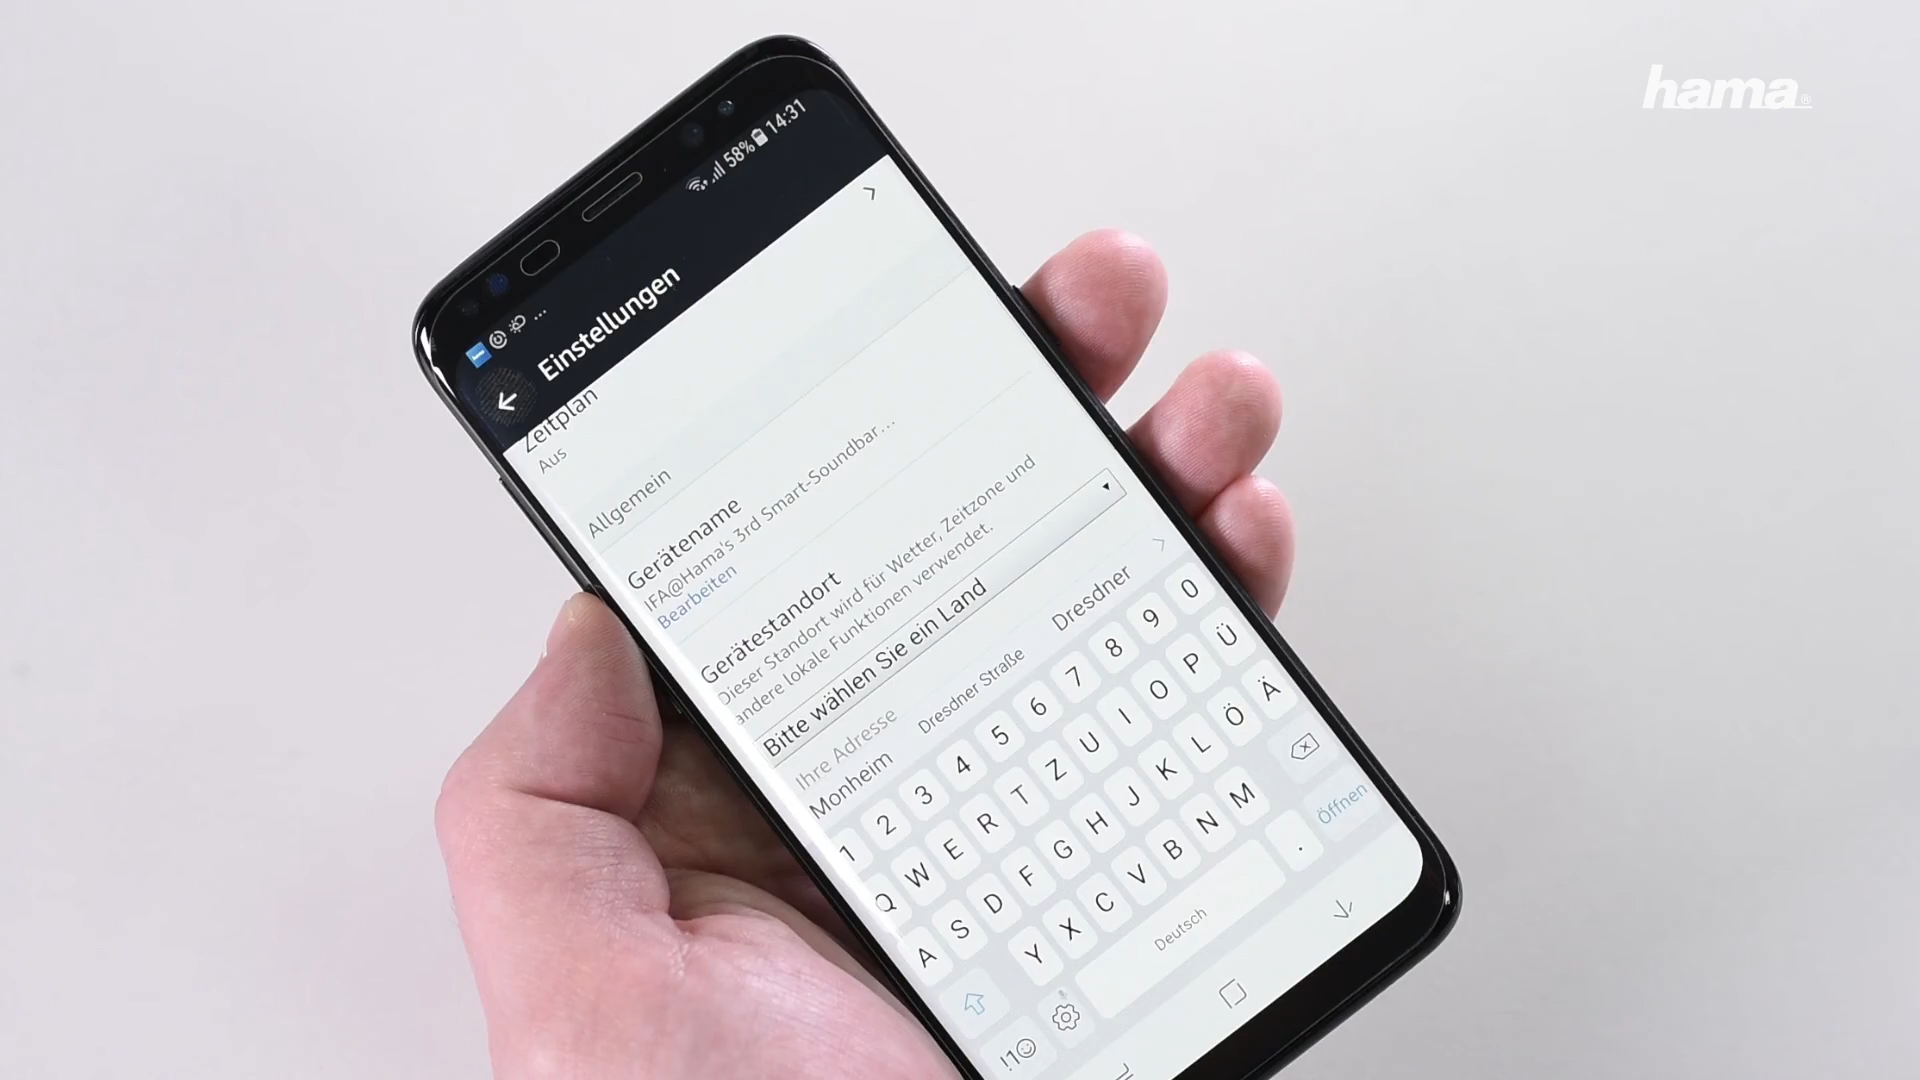 hama®
58% 14:31
Einstellungen
Zeitplan
Aus
Allgemein
Gerätename
IFA@Hama's 3rd Smart-Soundbar...
Bearbeiten
Gerätestandort
Dieser Standort wird für Wetter, Zeitzone und
andere lokale Funktionen verwendet.
Bitte wählen Sie ein Land
Ihre Adresse
Monheim Dresdner Straße Dresdner
1 2 3 4 5 6 7 8 9 0
Q W E R T Z U I O P Ü
A S D F G H J K L Ö Ä
Y X C V B N M
!1☺ Deutsch . Öffnen